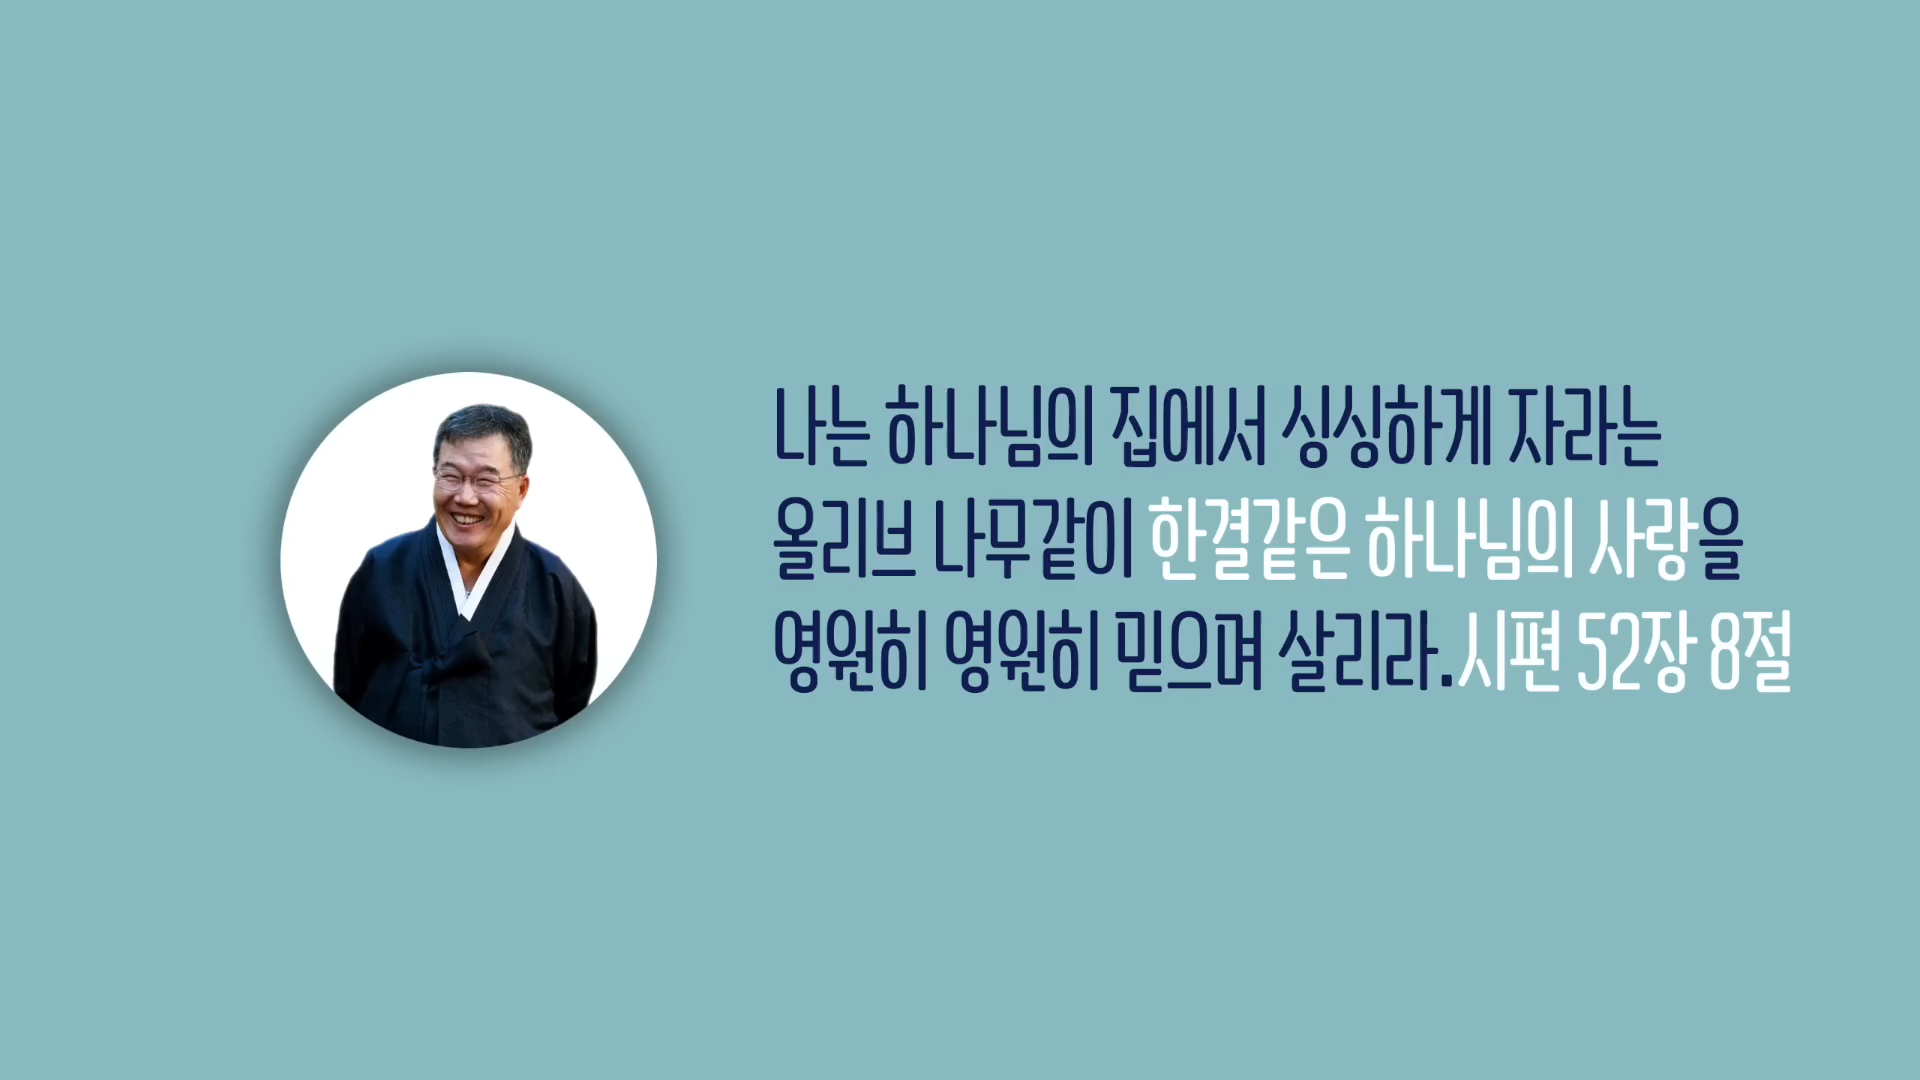 나는 하나님의 집에서 싱싱하게 자라는
올리브 나무같이 한결같은 하나님의 사랑을
영원히 영원히 믿으며 살리라.시편 52장 8절